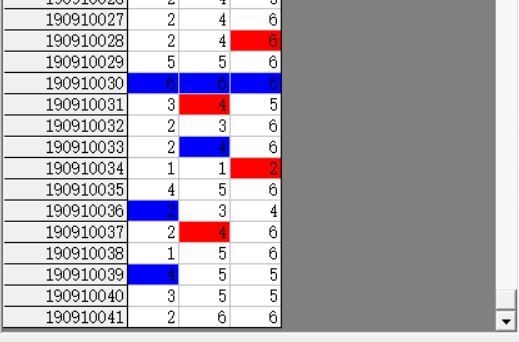 190910027 2 4 6
190910028 2 4 6
190910029 5 5 6
190910030 6 6 6
190910031 3 4 5
190910032 2 3 6
190910033 2 4 6
190910034 1 1 2
190910035 4 5 6
190910036 2 3 4
190910037 2 4 6
190910038 1 5 6
190910039 4 5 5
190910040 3 5 5
190910041 2 6 6